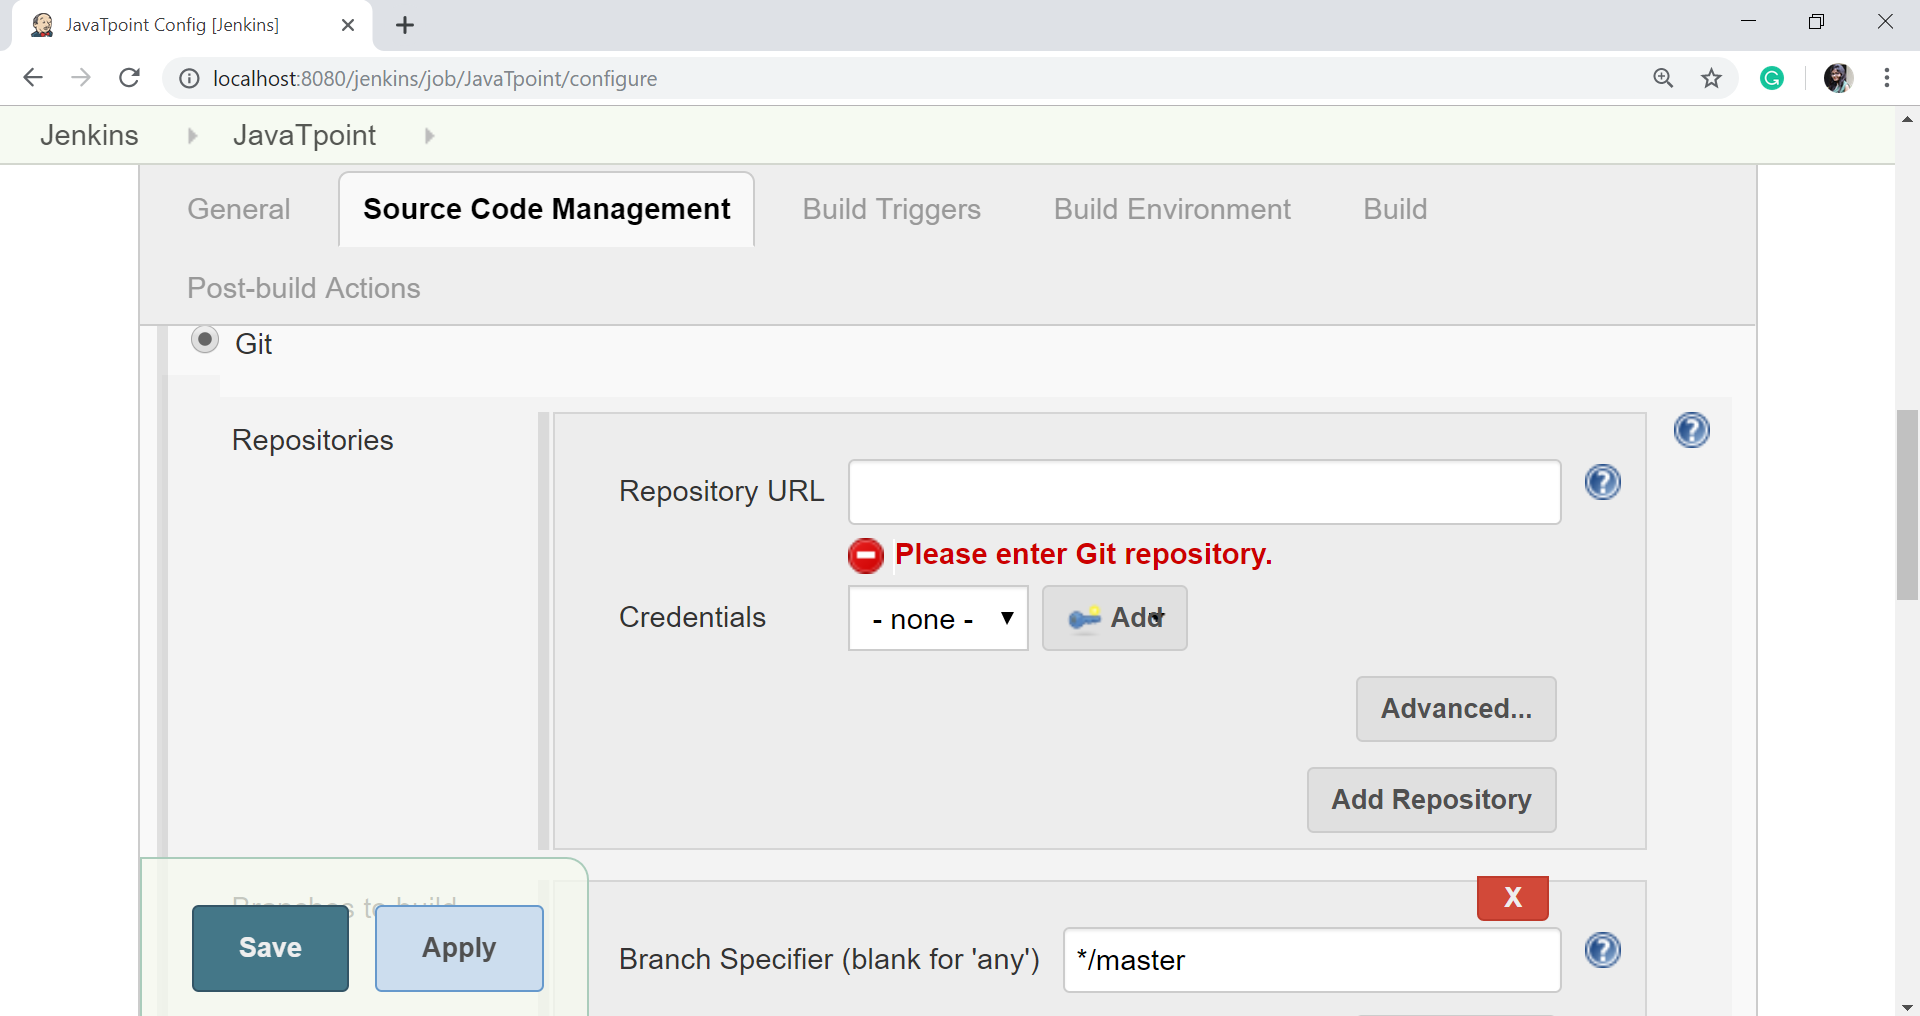 JavaTpoint Config [Jenkins]
localhost:8080/jenkins/job/JavaTpoint/configure
Jenkins JavaTpoint
General Source Code Management Build Triggers Build Environment Build
Post-build Actions
Git
Repositories
Repository URL
Please enter Git repository.
Credentials - none - Add
Advanced...
Add Repository
Branches to build
X
Save Apply
Branch Specifier (blank for 'any') */master